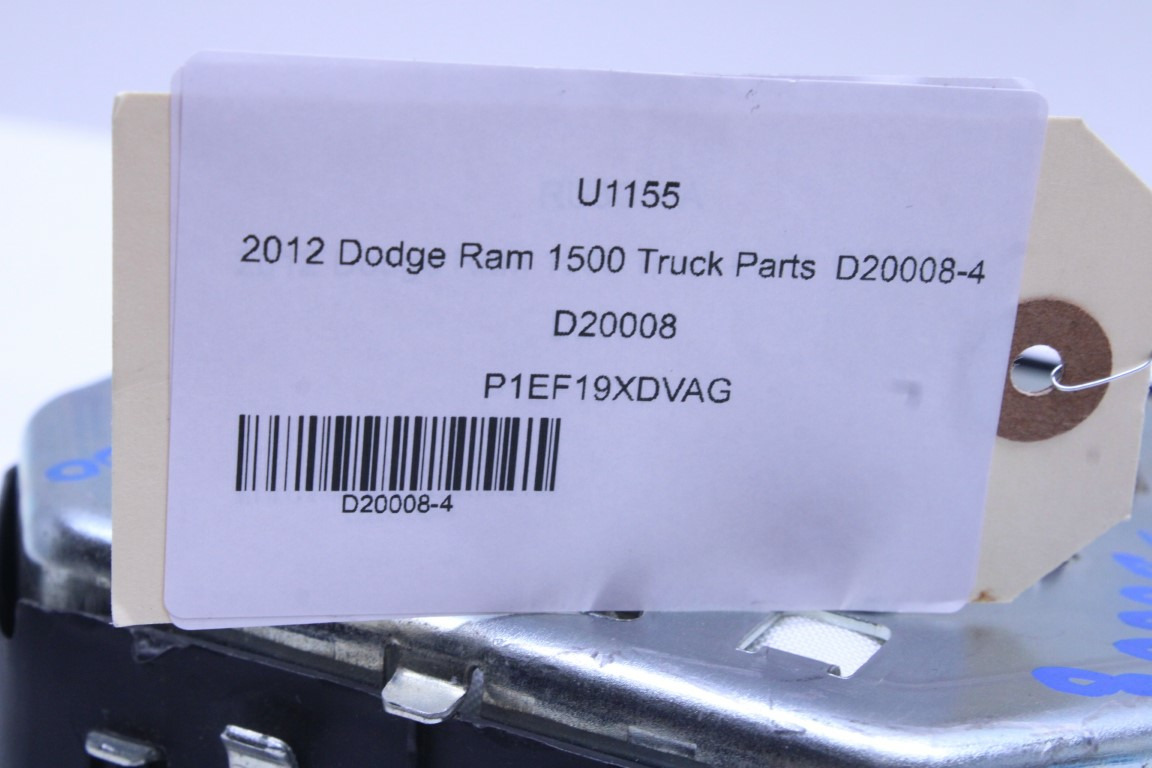 U1155
2012 Dodge Ram 1500 Truck Parts D20008-4
D20008
P1EF19XDVAG
D20008-4